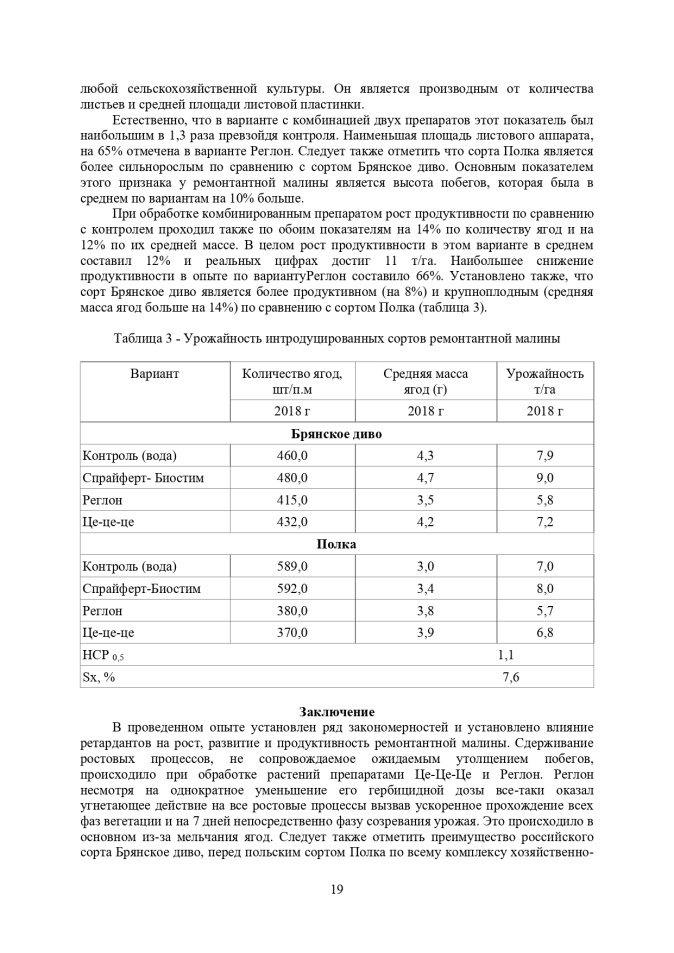 любой сельскохозяйственной культуры. Он является производным от количества
листьев и средней площади листовой пластинки.
Естественно, что в варианте с комбинацией двух препаратов этот показатель был
наибольшим в 1,3 раза превзойдя контроля. Наименьшая площадь листового аппарата,
на 65% отмечена в варианте Реглон. Следует также отметить что сорта Полка является
более сильнорослым по сравнению с сортом Брянское диво. Основным показателем
этого признака у ремонтантной малины является высота побегов, которая была в
среднем по вариантам на 10% больше.
При обработке комбинированным препаратом рост продуктивности по сравнению
с контролем проходил также по обоим показателям на 14% по количеству ягод и на
12% по их средней массе. В целом рост продуктивности в этом варианте в среднем
составил 12% и реальных цифрах достиг 11 т/га. Наибольшее снижение
продуктивности в опыте по вариантуРеглон составило 66%. Установлено также, что
сорт Брянское диво является более продуктивном (на 8%) и крупноплодным (средняя
масса ягод больше на 14%) по сравнению с сортом Полка (таблица 3).
Таблица 3 - Урожайность интродуцированных сортов ремонтантной малины
Вариант Количество ягод, Средняя масса Урожайность
шт/п.м ягод (г) т/га
2018 г 2018 г 2018 г
Брянское диво
Контроль (вода) 460,0 4,3 7,9
Спрайферт- Биостим 480,0 4,7 9,0
Реглон 415,0 3,5 5,8
Це-це-це 432,0 4,2 7,2
Полка
Контроль (вода) 589,0 3,0 7,0
Спрайферт-Биостим 592,0 3,4 8,0
Реглон 380,0 3,8 5,7
Це-це-це 370,0 3,9 6,8
НСР 0,5 1,1
Sx, % 7,6
Заключение
В проведенном опыте установлен ряд закономерностей и установлено влияние
ретардантов на рост, развитие и продуктивность ремонтантной малины. Сдерживание
ростовых процессов, не сопровождаемое ожидаемым утолщением побегов,
происходило при обработке растений препаратами Це-Це-Це и Реглон. Реглон
несмотря на однократное уменьшение его гербицидной дозы все-таки оказал
угнетающее действие на все ростовые процессы вызвав ускоренное прохождение всех
фаз вегетации и на 7 дней непосредственно фазу созревания урожая. Это происходило в
основном из-за мельчания ягод. Следует также отметить преимущество российского
сорта Брянское диво, перед польским сортом Полка по всему комплексу хозяйственно-
19